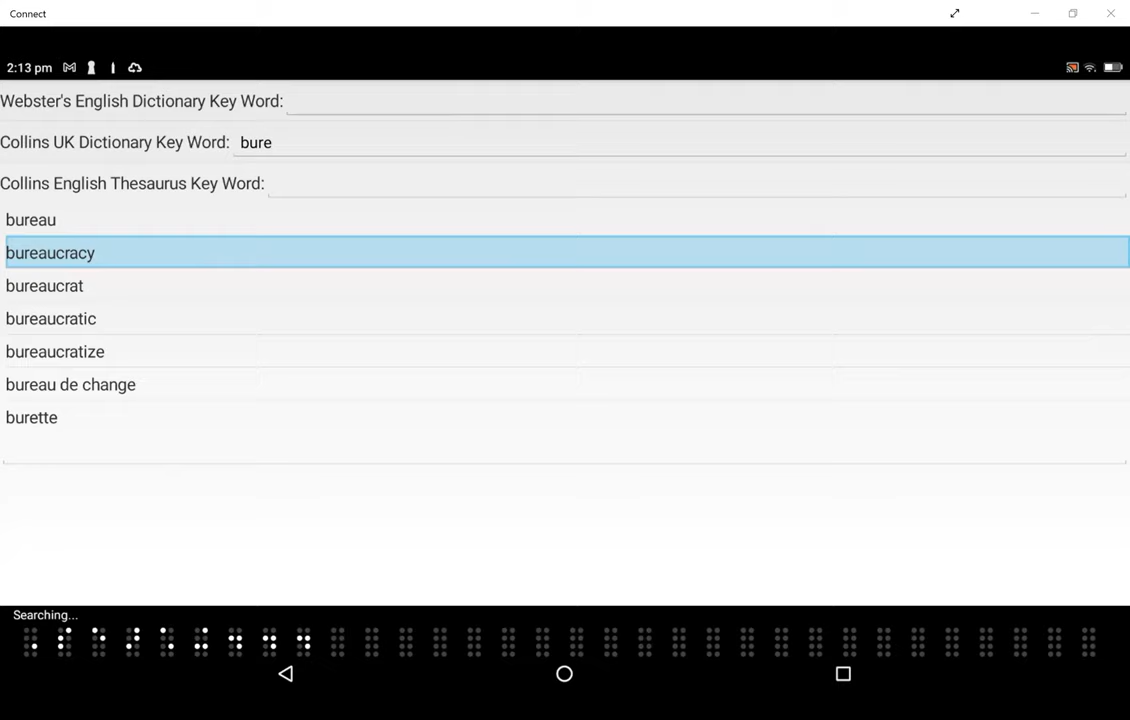 Connect
2:13 pm
Webster's English Dictionary Key Word:
Collins UK Dictionary Key Word: bure
Collins English Thesaurus Key Word:
bureau
bureaucracy
bureaucrat
bureaucratic
bureaucratize
bureau de change
burette
Searching...